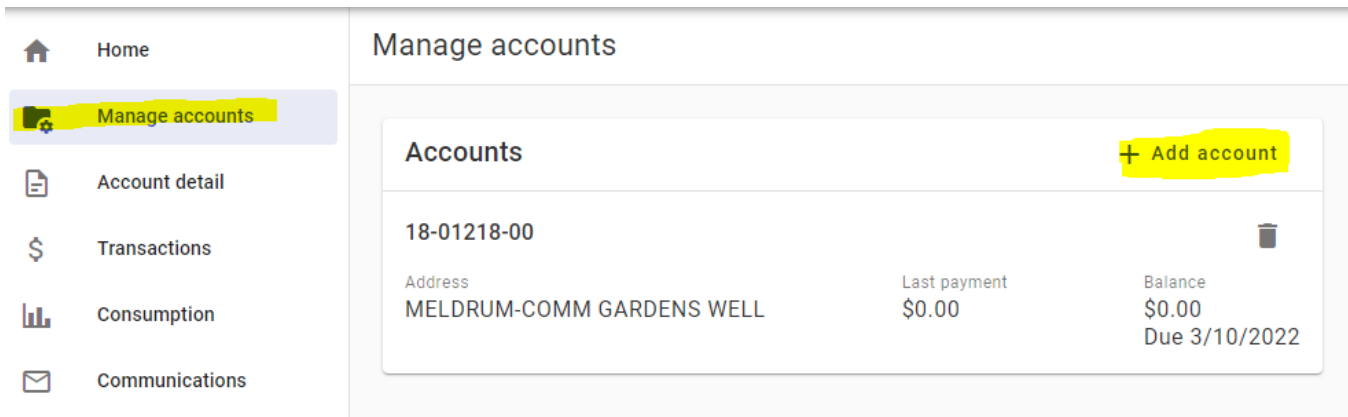 Home
Manage accounts
Account detail
Transactions
Consumption
Communications
Manage accounts
Accounts
+ Add account
18-01218-00
Address
MELDRUM-COMM GARDENS WELL
Last payment
$0.00
Balance
$0.00
Due 3/10/2022